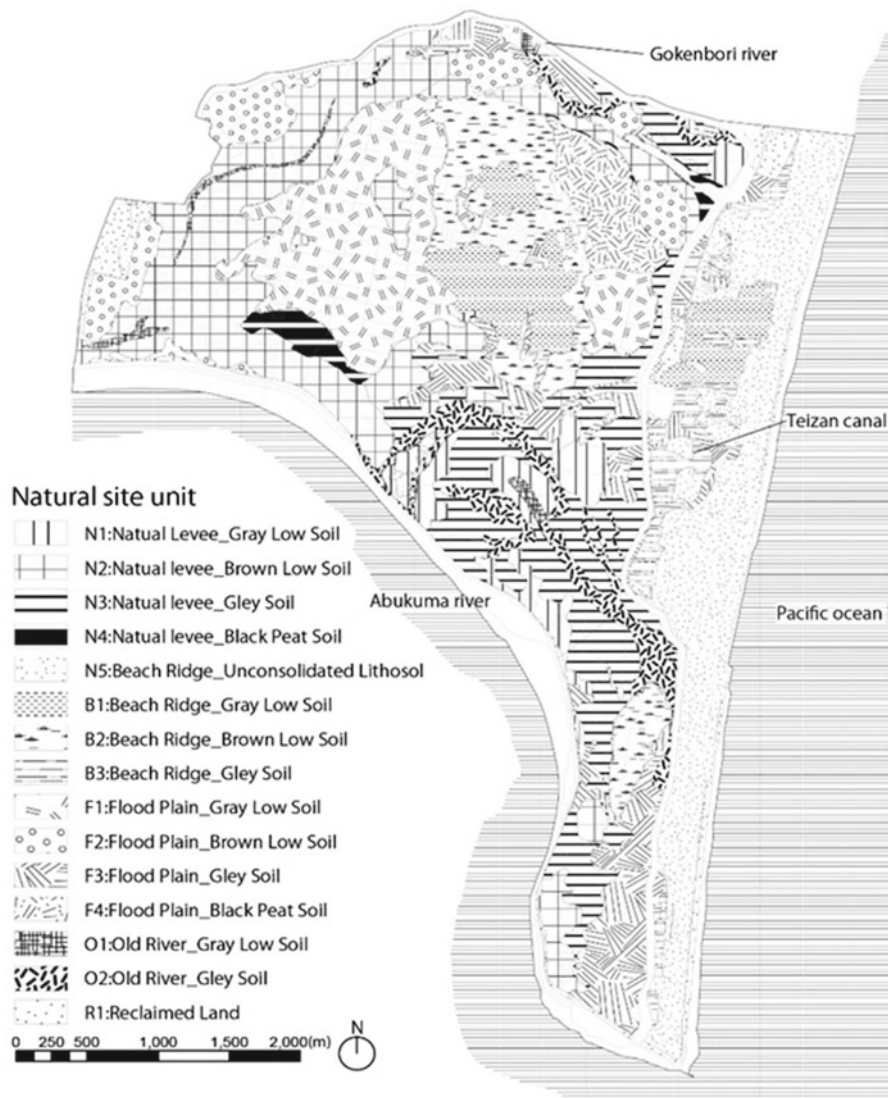 Gokenbori river
Teizan canal
Abukuma river
Pacific ocean
Natural site unit
N1:Natual Levee_Gray Low Soil
N2:Natual levee_Brown Low Soil
N3:Natual levee_Gley Soil
N4:Natual levee_Black Peat Soil
N5:Beach Ridge_Unconsolidated Lithosol
B1:Beach Ridge_Gray Low Soil
B2:Beach Ridge_Brown Low Soil
B3:Beach Ridge_Gley Soil
F1:Flood Plain_Gray Low Soil
F2:Flood Plain_Brown Low Soil
F3:Flood Plain_Gley Soil
F4:Flood Plain_Black Peat Soil
O1:Old River_Gray Low Soil
O2:Old River_Gley Soil
R1:Reclaimed Land
0 250 500 1,000 1,500 2,000(m)
N